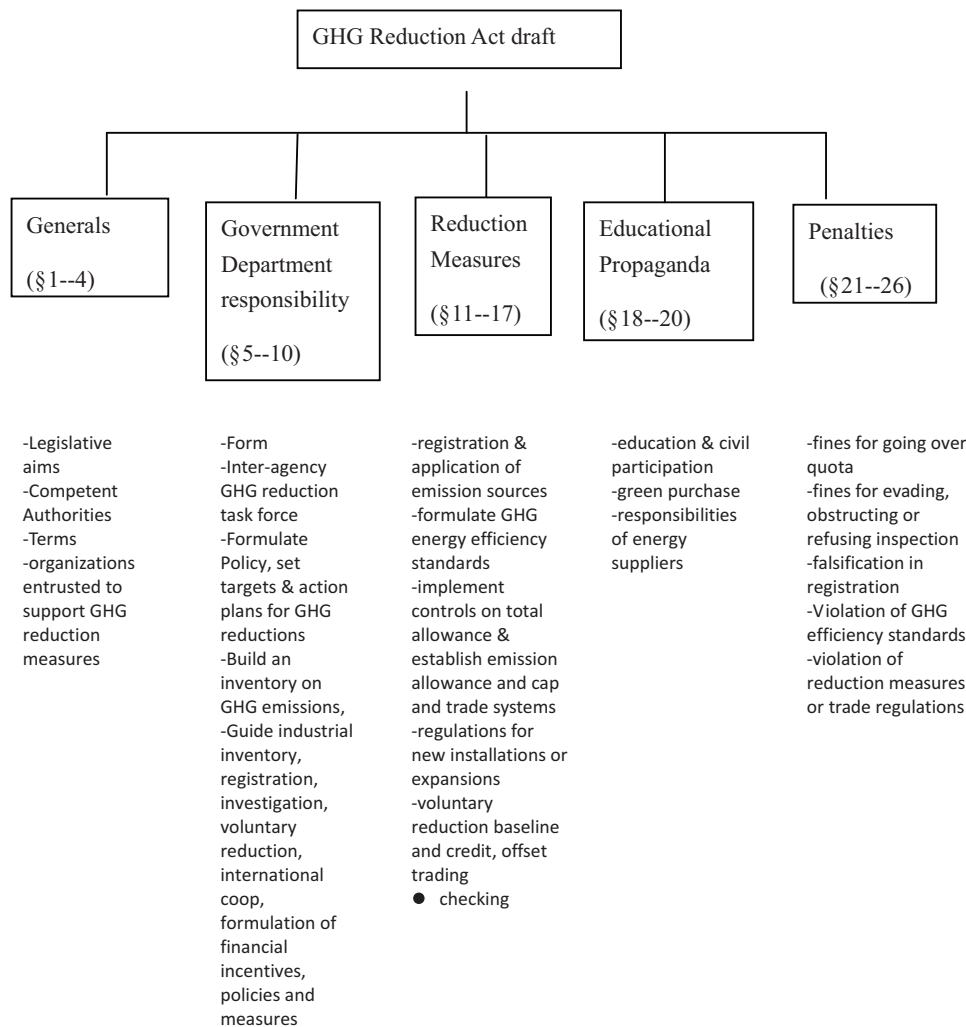 GHG Reduction Act draft
Generals
(§1--4)
Government
Department
responsibility
(§5--10)
Reduction
Measures
(§11--17)
Educational
Propaganda
(§18--20)
Penalties
(§21--26)
-Legislative
aims
-Competent
Authorities
-Terms
-organizations
entrusted to
support GHG
reduction
measures
-Form
-Inter-agency
GHG reduction
task force
-Formulate
Policy, set
targets & action
plans for GHG
reductions
-Build an
inventory on
GHG emissions,
-Guide industrial
inventory,
registration,
investigation,
voluntary
reduction,
international
coop,
formulation of
financial
incentives,
policies and
measures
-registration &
application of
emission sources
-formulate GHG
energy efficiency
standards
-implement
controls on total
allowance &
establish emission
allowance and cap
and trade systems
-regulations for
new installations or
expansions
-voluntary
reduction baseline
and credit, offset
trading
● checking
-education & civil
participation
-green purchase
-responsibilities
of energy
suppliers
-fines for going over
quota
-fines for evading,
obstructing or
refusing inspection
-falsification in
registration
-Violation of GHG
efficiency standards
-violation of
reduction measures
or trade regulations